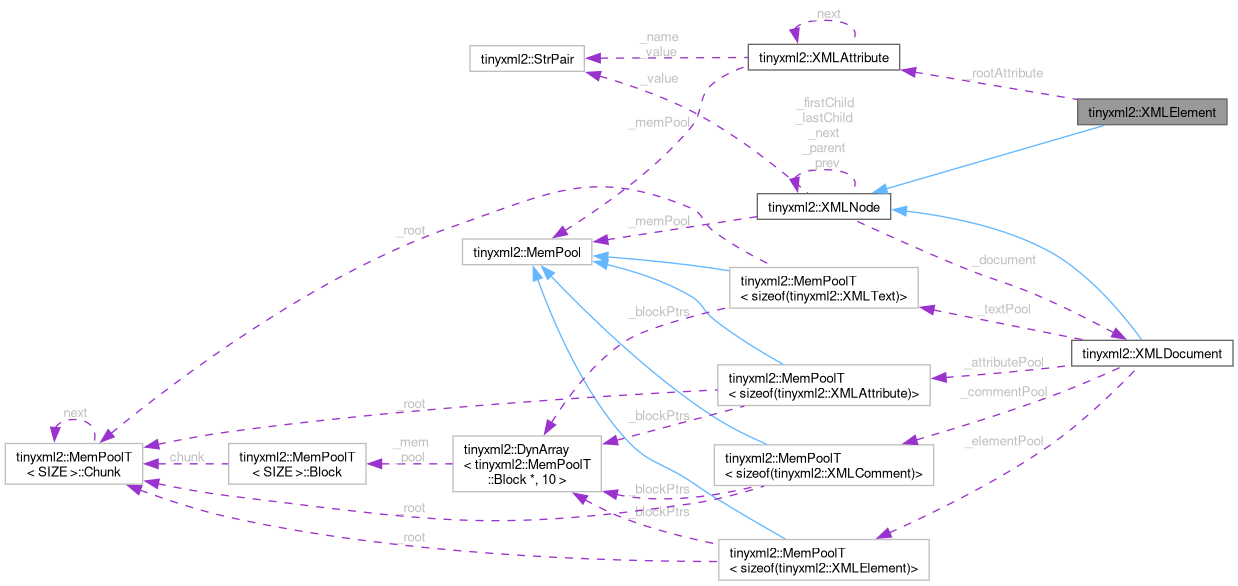 _next
_name
_value
tinyxml2::StrPair
tinyxml2::XMLAttribute
_rootAttribute
_value
_firstChild
_lastChild
_next
_parent
_prev
tinyxml2::XMLElement
_memPool
tinyxml2::XMLNode
_memPool
_root
tinyxml2::MemPool
_document
tinyxml2::MemPoolT
< sizeof(tinyxml2::XMLText)>
_blockPtrs
_textPool
tinyxml2::XMLDocument
_attributePool
tinyxml2::MemPoolT
< sizeof(tinyxml2::XMLAttribute)>
_commentPool
_root
_blockPtrs
_next
tinyxml2::MemPoolT
< SIZE >::Chunk
chunk
tinyxml2::MemPoolT
< SIZE >::Block
_mem
_pool
tinyxml2::DynArray
< tinyxml2::MemPoolT
::Block *, 10 >
_elementPool
tinyxml2::MemPoolT
< sizeof(tinyxml2::XMLComment)>
_blockPtrs
_root
_blockPtrs
_root
tinyxml2::MemPoolT
< sizeof(tinyxml2::XMLElement)>